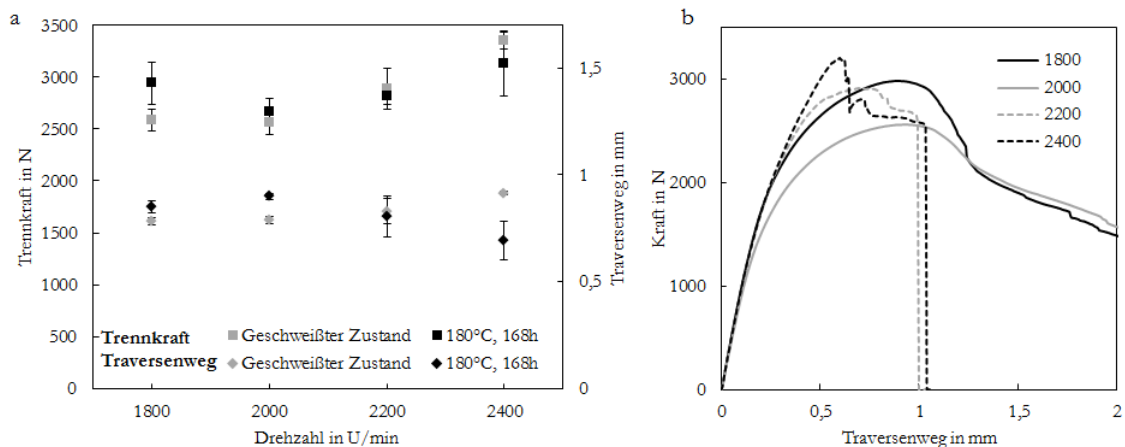 a
3500
3000
2500
2000
1500
1000
500
0
Trennkraft in N
1,5
1
0,5
0
Traversenweg in mm
Trennkraft Geschweißter Zustand 180°C, 168h
Traversenweg Geschweißter Zustand 180°C, 168h
1800 2000 2200 2400
Drehzahl in U/min
b
3000
2000
1000
0
Kraft in N
1800
2000
2200
2400
0 0,5 1 1,5 2
Traversenweg in mm